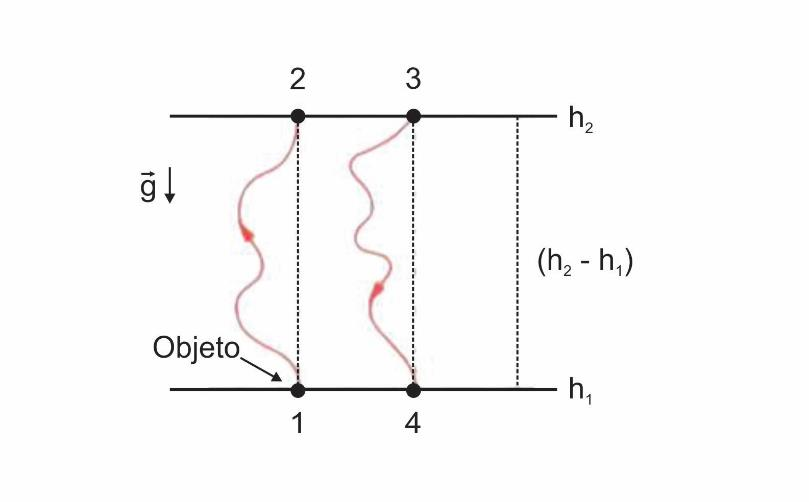 2 3
h₂
g⃗
(h₂ - h₁)
Objeto
h₁
1 4